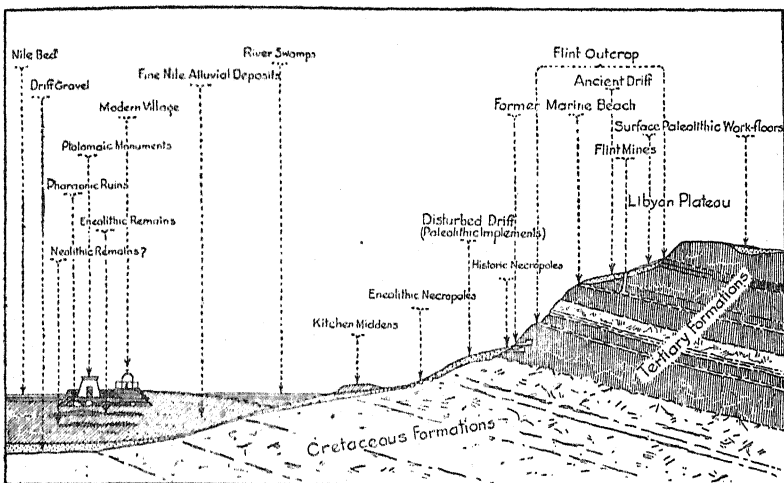 Nile Bed
River Swamps
Flint Outcrop
Fine Nile Alluvial Deposits
Drift Gravel
Ancient Drift
Modern Village
Former Marine Beach
Surface Paleolithic Work-floors
Ptolomaic Monuments
Flint Mines
Pharaonic Ruins
Libyan Plateau
Eneolithic Remains
Disturbed Drift
(Paleolithic Implements)
Neolithic Remains?
Historic Necropoles
Eneolithic Necropoles
Kitchen Middens
Tertiary Formations
Cretaceous Formations